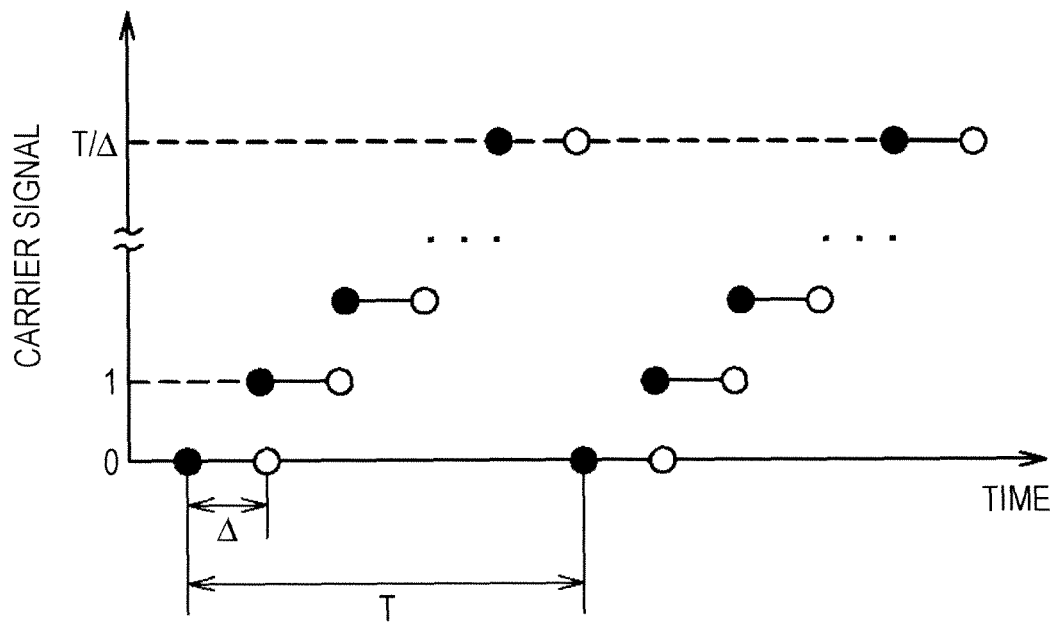 CARRIER SIGNAL
T/Δ
. . .
. . .
1
0
TIME
Δ
T